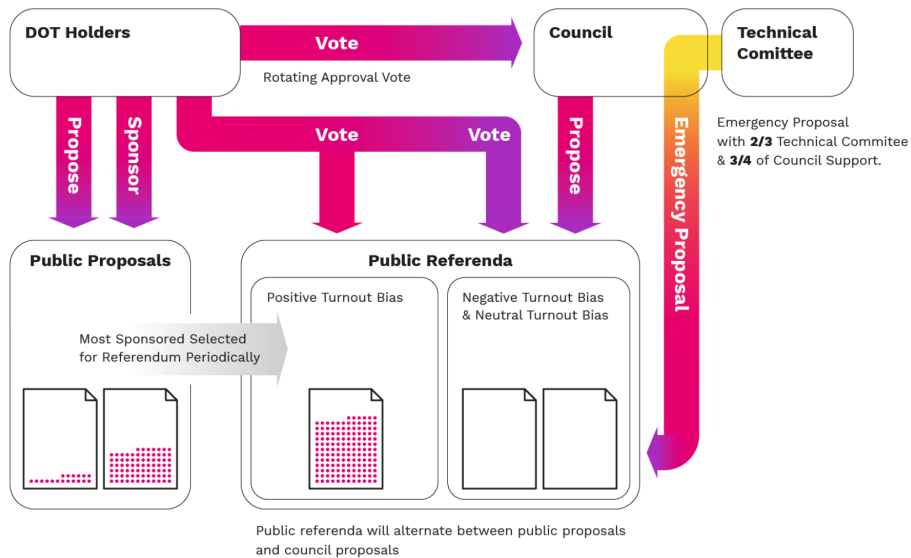 DOT Holders
Vote
Rotating Approval Vote
Council
Technical
Comittee
Propose
Sponsor
Vote
Vote
Propose
Emergency Proposal
Emergency Proposal
with 2/3 Technical Commitee
& 3/4 of Council Support.
Public Proposals
Most Sponsored Selected
for Referendum Periodically
Public Referenda
Positive Turnout Bias
Negative Turnout Bias
& Neutral Turnout Bias
Public referenda will alternate between public proposals
and council proposals